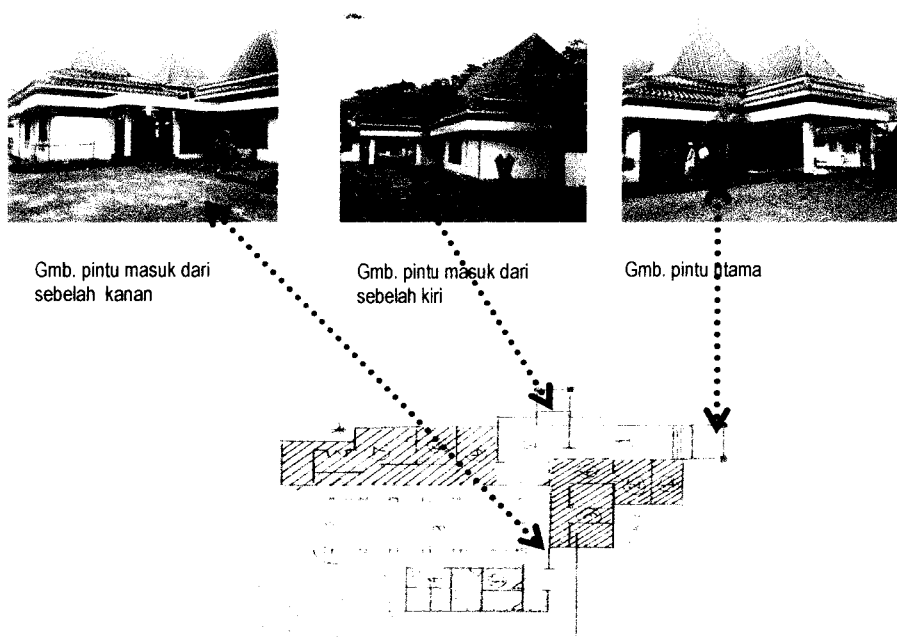 Gmb. pintu masuk dari
sebelah kanan
Gmb. pintu masuk dari
sebelah kiri
Gmb. pintu utama